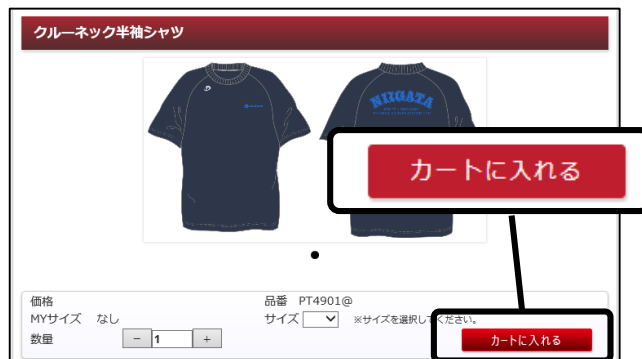 クルーネック半袖シャツ
NIIGATA
カートに入れる
価格
品番 PT4901@
MYサイズ なし
サイズ ※サイズを選択してください。
数量 − 1 +
カートに入れる